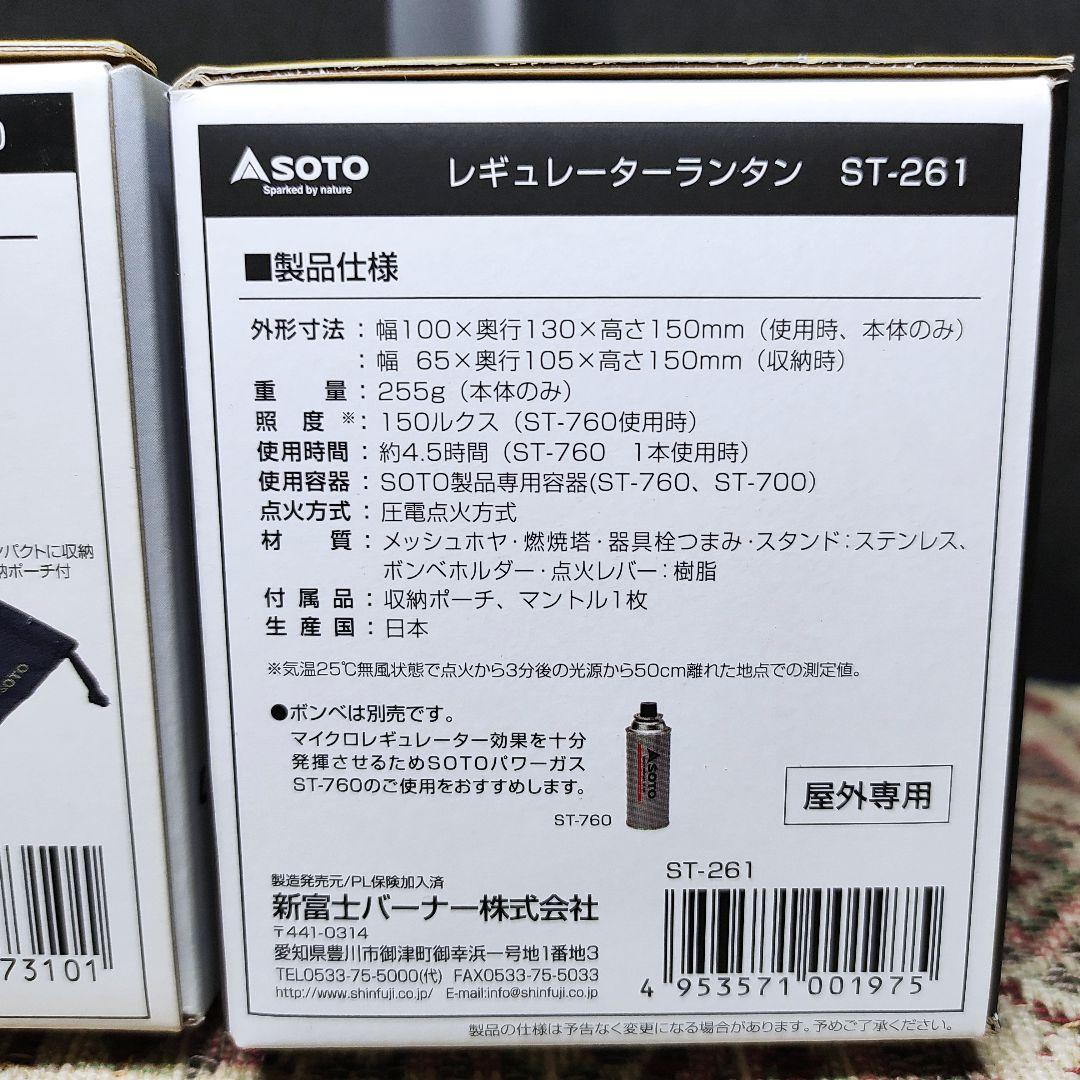 SOTO
Sparked by nature
レギュレーターランタン ST-261
■製品仕様
外形寸法：幅100×奥行130×高さ150mm（使用時、本体のみ）
：幅 65×奥行105×高さ150mm（収納時）
重量：255g（本体のみ）
照度※：150ルクス（ST-760使用時）
使用時間：約4.5時間（ST-760 1本使用時）
使用容器：SOTO製品専用容器(ST-760、ST-700）
点火方式：圧電点火方式
材質：メッシュホヤ・燃焼塔・器具栓つまみ・スタンド：ステンレス、
ボンベホルダー・点火レバー：樹脂
付属品：収納ポーチ、マントル1枚
生産国：日本
※気温25℃無風状態で点火から3分後の光源から50cm離れた地点での測定値。
●ボンベは別売です。
マイクロレギュレーター効果を十分
発揮させるためSOTOパワーガス
ST-760のご使用をおすすめします。
SOTO
ST-760
屋外専用
製造発売元/PL保険加入済
新富士バーナー株式会社
〒441-0314
愛知県豊川市御津町御幸浜一号地1番地3
TEL0533-75-5000(代) FAX0533-75-5033
http://www.shinfuji.co.jp/ E-mail:info@shinfuji.co.jp
ST-261
4 953571 001975
製品の仕様は予告なく変更になる場合があります。予めご了承ください。
パクトに収納
納ポーチ付
SOTO
73101